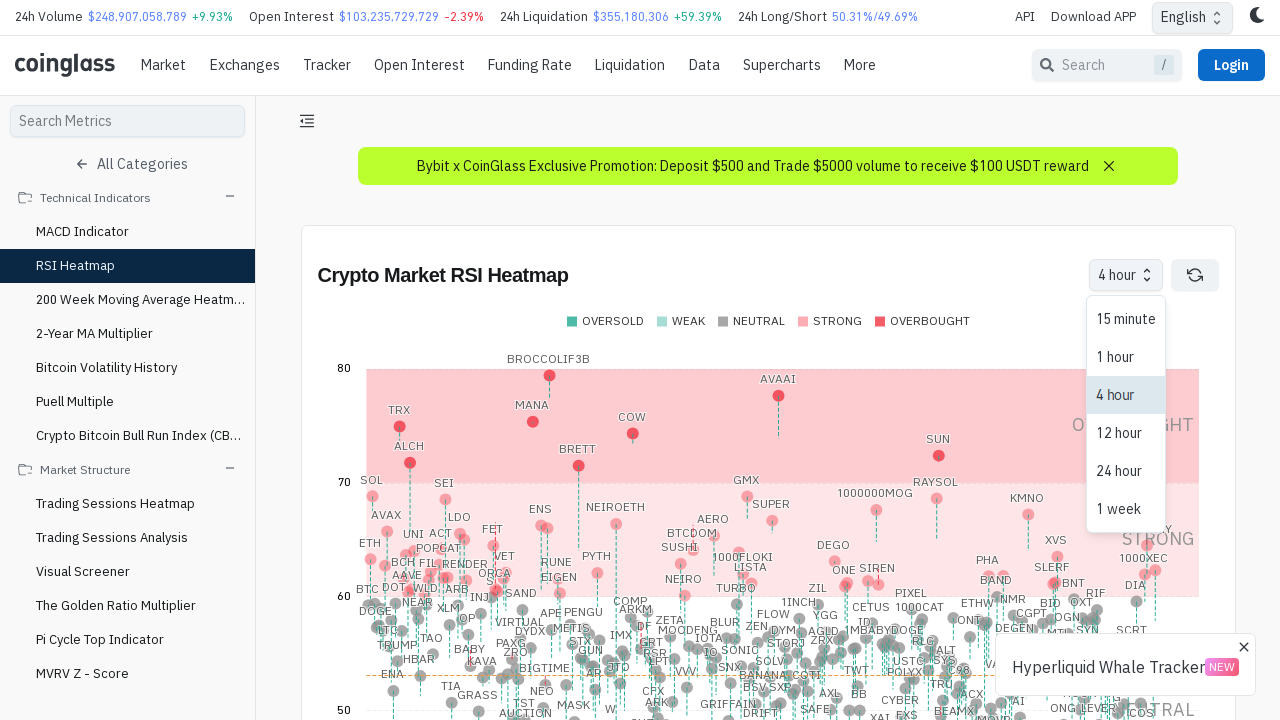 24h Volume $248,907,058,789 +9.93% Open Interest $103,235,729,729 -2.39% 24h Liquidation $355,180,306 +59.39% 24h Long/Short 50.31%/49.69% API Download APP English
coinglass Market Exchanges Tracker Open Interest Funding Rate Liquidation Data Supercharts More Search / Login
Search Metrics
All Categories
Technical Indicators
MACD Indicator
RSI Heatmap
200 Week Moving Average Heatm...
2-Year MA Multiplier
Bitcoin Volatility History
Puell Multiple
Crypto Bitcoin Bull Run Index (CB...
Market Structure
Trading Sessions Heatmap
Trading Sessions Analysis
Visual Screener
The Golden Ratio Multiplier
Pi Cycle Top Indicator
MVRV Z - Score
Bybit x CoinGlass Exclusive Promotion: Deposit $500 and Trade $5000 volume to receive $100 USDT reward
Crypto Market RSI Heatmap 4 hour
15 minute
1 hour
4 hour
12 hour
24 hour
1 week
OVERSOLD WEAK NEUTRAL STRONG OVERBOUGHT
BROCCOLIF3B
80
AVAAI
TRX MANA
COW
SUN
ALCH BRETT
70
SOL SEI GMX RAYSOL
1000000MOG
KMNO
AVAX LDO ENS NEIROETH SUPER
AERO
UNI ACT FET BTCDOM
ETH POPCAT SUSHI DEGO XVS
BCH FIL RENDER VET RUNE PYTH 1000FLOKI PHA 1000XEC
AAVE ORCA EIGEN NEIRO LISTA ONE SIREN SLERF
BTC DOT WLD ARB TURBO ZIL BAND BNT DIA
60
INJ SAND PIXEL RIF
DOGE NEAR XLM COMP 1INCH CETUS 1000CAT ETHW NMR BID OXT
OP APE PENGU ARKM FLOW YGG CGPT OGN
LTC VIRTUAL ZETA BLUR ZEN ID ONT
TAO DYDX METIS DF MOODENG DYM AGLD 1MBABYDOGE DEGEN SYN SCRT
TRUMP PAXG STX IMX GRT IOTA STORJ ZRX RLC
HBAR BABY ZRO GUN RSR IO SONIC ALT
KAVA BIGTIME LPT SNX SOLV USTC SYS
ENA AR VVV BANANA COTI TWT POLYX C98
TIA GRASS NEO CFX BSV SXP AXL BB TRU ACX
TST MASK W ARK GRIFFAIN SAFE CYBER AI
50
AUCTION DRIFT XAI BEAMX LEVER COS
OVERBOUGHT
STRONG
NEUTRAL
Hyperliquid Whale Tracker NEW